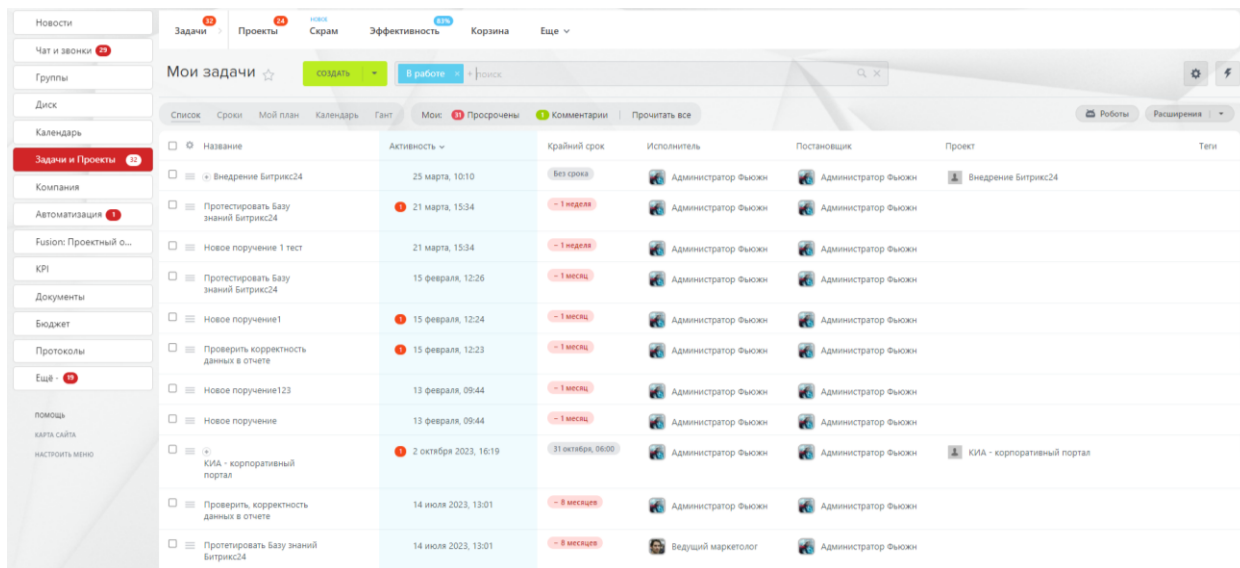 Новости
Чат и звонки 29
Группы
Диск
Календарь
Задачи и Проекты 32
Компания
Автоматизация 1
Fusion: Проектный о...
KPI
Документы
Бюджет
Протоколы
Ещё - 39
ПОМОЩЬ
КАРТА САЙТА
НАСТРОИТЬ МЕНЮ
Задачи 32 Проекты 24 НОВОЕ Скрам Эффективность 83% Корзина Еще
Мои задачи СОЗДАТЬ В работе × + поиск
Список Сроки Мой план Календарь Гант Мои: 31 Просрочены 1 Комментарии Прочитать все Роботы Расширения
Название Активность Крайний срок Исполнитель Постановщик Проект Теги
Внедрение Битрикс24 25 марта, 10:10 Без срока Администратор Фьюжн Администратор Фьюжн Внедрение Битрикс24
Протестировать Базу 1 21 марта, 15:34 − 1 неделя Администратор Фьюжн Администратор Фьюжн
знаний Битрикс24
Новое поручение 1 тест 21 марта, 15:34 − 1 неделя Администратор Фьюжн Администратор Фьюжн
Протестировать Базу 15 февраля, 12:26 − 1 месяц Администратор Фьюжн Администратор Фьюжн
знаний Битрикс24
Новое поручение1 1 15 февраля, 12:24 − 1 месяц Администратор Фьюжн Администратор Фьюжн
Проверить корректность 1 15 февраля, 12:23 − 1 месяц Администратор Фьюжн Администратор Фьюжн
данных в отчете
Новое поручение123 13 февраля, 09:44 − 1 месяц Администратор Фьюжн Администратор Фьюжн
Новое поручение 13 февраля, 09:44 − 1 месяц Администратор Фьюжн Администратор Фьюжн
КИА - корпоративный 1 2 октября 2023, 16:19 31 октября, 06:00 Администратор Фьюжн Администратор Фьюжн КИА - корпоративный портал
портал
Проверить, корректность 14 июля 2023, 13:01 − 8 месяцев Администратор Фьюжн Администратор Фьюжн
данных в отчете
Протетировать Базу знаний 14 июля 2023, 13:01 − 8 месяцев Ведущий маркетолог Администратор Фьюжн
Битрикс24